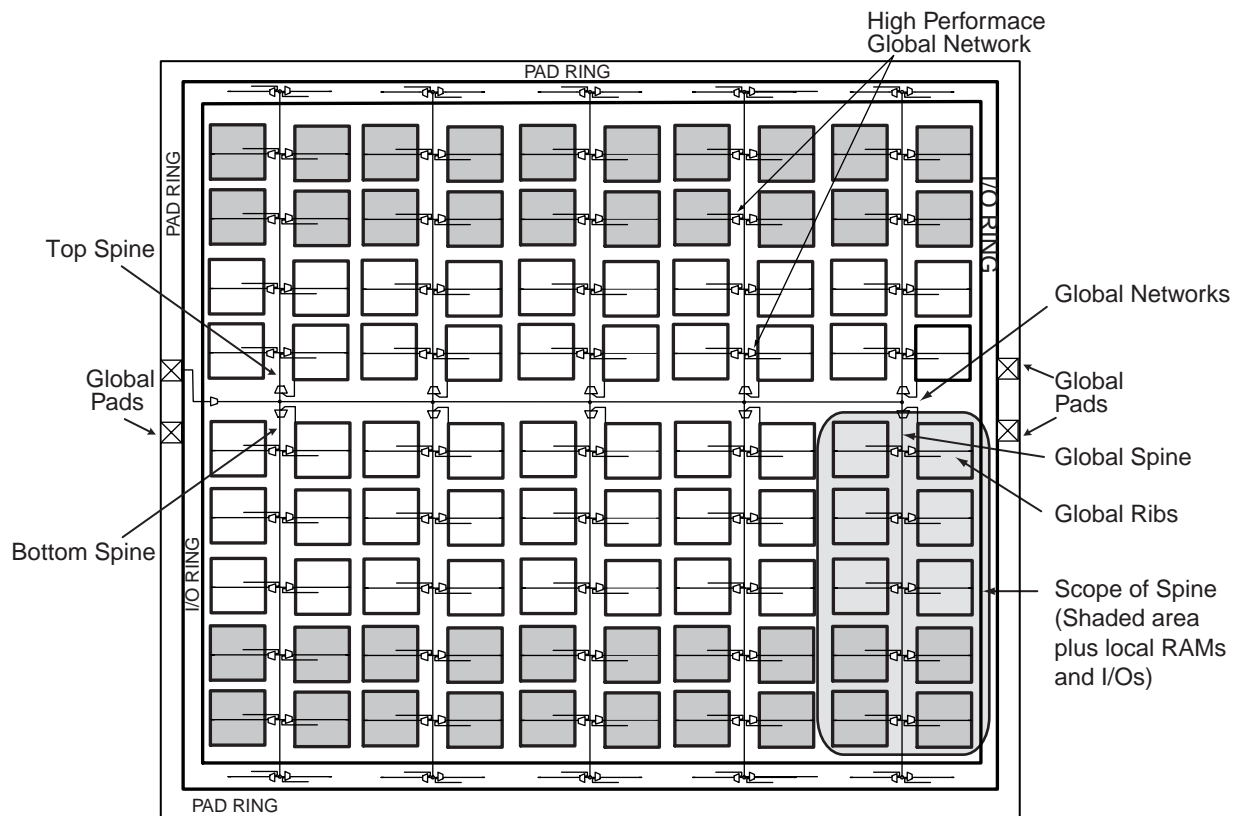 High Performace
Global Network
PAD RING
PAD RING
I/O RING
Top Spine
Global Networks
Global
Pads
Global
Pads
Global Spine
Global Ribs
Bottom Spine
I/O RING
Scope of Spine
(Shaded area
plus local RAMs
and I/Os)
PAD RING